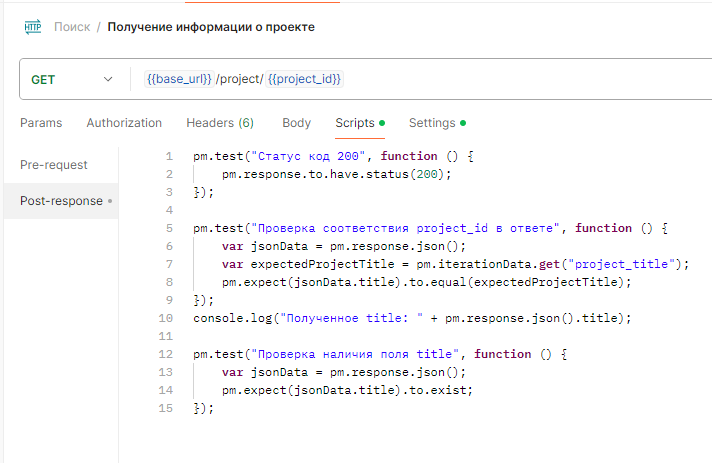 HTTP Поиск / Получение информации о проекте
GET {{base_url}} /project/ {{project_id}}
Params Authorization Headers (6) Body Scripts Settings
Pre-request
Post-response
1 pm.test("Статус код 200", function () {
2 pm.response.to.have.status(200);
3 });
4
5 pm.test("Проверка соответствия project_id в ответе", function () {
6 var jsonData = pm.response.json();
7 var expectedProjectTitle = pm.iterationData.get("project_title");
8 pm.expect(jsonData.title).to.equal(expectedProjectTitle);
9 });
10 console.log("Полученное title: " + pm.response.json().title);
11
12 pm.test("Проверка наличия поля title", function () {
13 var jsonData = pm.response.json();
14 pm.expect(jsonData.title).to.exist;
15 });